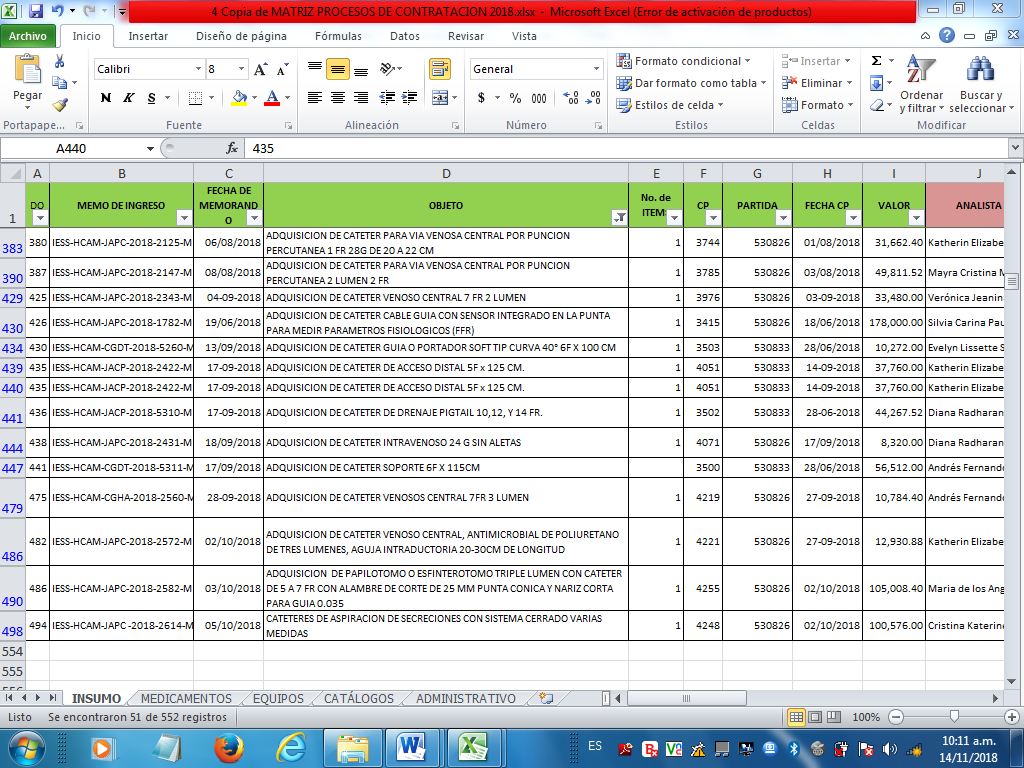 4 Copia de MATRIZ PROCESOS DE CONTRATACION 2018.xlsx - Microsoft Excel (Error de activación de productos)
Archivo Inicio Insertar Diseño de página Fórmulas Datos Revisar Vista
Pegar
Calibri 8
General
Formato condicional
Dar formato como tabla
Estilos de celda
Insertar
Eliminar
Formato
Ordenar y filtrar
Buscar y seleccionar
Portapape... Fuente Alineación Número Estilos Celdas Modificar
A440 fx 435
A B C D E F G H I J
1 DO MEMO DE INGRESO FECHA DE MEMORAND O OBJETO No. de ITEM CP PARTIDA FECHA CP VALOR ANALISTA
383 380 IESS-HCAM-JAPC-2018-2125-M 06/08/2018 ADQUISICION DE CATETER PARA VIA VENOSA CENTRAL POR PUNCION
PERCUTANEA 1 FR 28G DE 20 A 22 CM 1 3744 530826 01/08/2018 31,662.40 Katherin Elizabe
390 387 IESS-HCAM-JAPC-2018-2147-M 08/08/2018 ADQUISICION DE CATETER PARA VIA VENOSA CENTRAL POR PUNCION
PERCUTANEA 2 LUMEN 2 FR 1 3785 530826 03/08/2018 49,811.52 Mayra Cristina M
429 425 IESS-HCAM-JAPC-2018-2343-M 04-09-2018 ADQUISICION DE CATETER VENOSO CENTRAL 7 FR 2 LUMEN 1 3976 530826 03-09-2018 33,480.00 Verónica Jeanin
430 426 IESS-HCAM-JAPC-2018-1782-M 19/06/2018 ADQUISICION DE CATETER CABLE GUIA CON SENSOR INTEGRADO EN LA PUNTA
PARA MEDIR PARAMETROS FISIOLOGICOS (FFR) 1 3415 530826 18/06/2018 178,000.00 Silvia Carina Pau
434 430 IESS-HCAM-CGDT-2018-5260-M 13/09/2018 ADQUISICION DE CATETER GUIA O PORTADOR SOFT TIP CURVA 40° 6F X 100 CM 1 3503 530833 28/06/2018 10,272.00 Evelyn Lissette S
439 435 IESS-HCAM-JAPC-2018-2422-M 17-09-2018 ADQUISICION DE CATETER DE ACCESO DISTAL 5F x 125 CM. 1 4051 530833 14-09-2018 37,760.00 Katherin Elizabe
440 435 IESS-HCAM-JAPC-2018-2422-M 17-09-2018 ADQUISICION DE CATETER DE ACCESO DISTAL 5F x 125 CM. 1 4051 530833 14-09-2018 37,760.00 Katherin Elizabe
441 436 IESS-HCAM-JACP-2018-5310-M 17-09-2018 ADQUISICION DE CATETER DE DRENAJE PIGTAIL 10,12, Y 14 FR. 1 3502 530833 28-06-2018 44,267.52 Diana Radharan
444 438 IESS-HCAM-JAPC-2018-2431-M 18/09/2018 ADQUISICION DE CATETER INTRAVENOSO 24 G SIN ALETAS 1 4071 530826 17/09/2018 8,320.00 Diana Radharan
447 441 IESS-HCAM-CGDT-2018-5311-M 17/09/2018 ADQUISICION DE CATETER SOPORTE 6F X 115CM 3500 530833 28/06/2018 56,512.00 Andrés Fernando
479 475 IESS-HCAM-CGHA-2018-2560-M 28-09-2018 ADQUISICION DE CATETER VENOSOS CENTRAL 7FR 3 LUMEN 1 4219 530826 27-09-2018 10,784.40 Andrés Fernando
486 482 IESS-HCAM-JAPC-2018-2572-M 02/10/2018 ADQUISICION DE CATETER VENOSO CENTRAL, ANTIMICROBIAL DE POLIURETANO
DE TRES LUMENES, AGUJA INTRADUCTORIA 20-30CM DE LONGITUD 1 4221 530826 27-09-2018 12,930.88 Katherin Elizabe
490 486 IESS-HCAM-JAPC-2018-2582-M 03/10/2018 ADQUISICION DE PAPILOTOMO O ESFINTEROTOMO TRIPLE LUMEN CON CATETER
DE 5 A 7 FR CON ALAMBRE DE CORTE DE 25 MM PUNTA CONICA Y NARIZ CORTA
PARA GUIA 0.035 1 4255 530826 02/10/2018 105,008.40 Maria de los Ang
498 494 IESS-HCAM-JAPC -2018-2614-M 05/10/2018 CATETERES DE ASPIRACION DE SECRECIONES CON SISTEMA CERRADO VARIAS
MEDIDAS 1 4248 530826 02/10/2018 100,576.00 Cristina Katerine
554
555
INSUMO MEDICAMENTOS EQUIPOS CATÁLOGOS ADMINISTRATIVO
Listo Se encontraron 51 de 552 registros 100%
ES 10:11 a.m.
14/11/2018